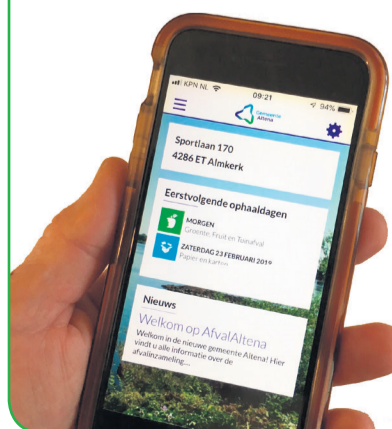 KPN NL 09:21 94%
Gemeente
Altena
Sportlaan 170
4286 ET Almkerk
Eerstvolgende ophaaldagen
MORGEN
Groente, Fruit en Tuinafval
ZATERDAG 23 FEBRUARI 2019
Papier en karton
Nieuws
Welkom op AfvalAltena
Welkom in de nieuwe gemeente Altena! Hier
vindt u alle informatie over de
afvalinzameling...